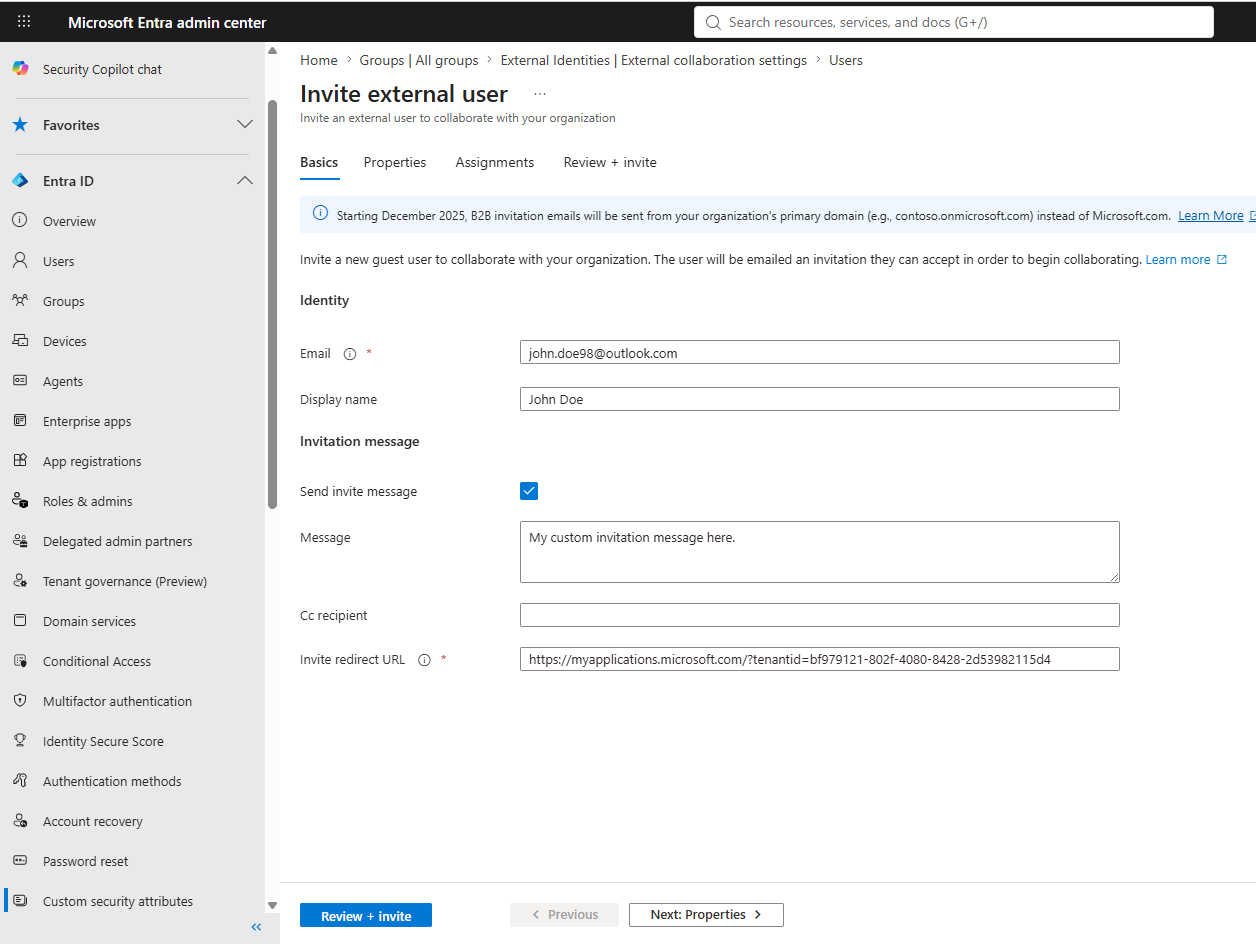 Microsoft Entra admin center
Search resources, services, and docs (G+/)
Security Copilot chat
Favorites
Entra ID
Overview
Users
Groups
Devices
Agents
Enterprise apps
App registrations
Roles & admins
Delegated admin partners
Tenant governance (Preview)
Domain services
Conditional Access
Multifactor authentication
Identity Secure Score
Authentication methods
Account recovery
Password reset
Custom security attributes
Home > Groups | All groups > External Identities | External collaboration settings > Users
Invite external user ...
Invite an external user to collaborate with your organization
Basics Properties Assignments Review + invite
Starting December 2025, B2B invitation emails will be sent from your organization's primary domain (e.g., contoso.onmicrosoft.com) instead of Microsoft.com. Learn More
Invite a new guest user to collaborate with your organization. The user will be emailed an invitation they can accept in order to begin collaborating. Learn more
Identity
Email * john.doe98@outlook.com
Display name John Doe
Invitation message
Send invite message
Message My custom invitation message here.
Cc recipient
Invite redirect URL * https://myapplications.microsoft.com/?tenantid=bf979121-802f-4080-8428-2d53982115d4
Review + invite < Previous Next: Properties >